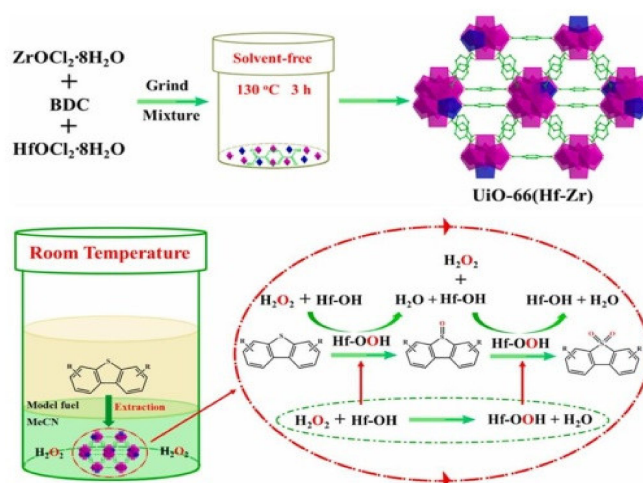 ZrOCl₂·8H₂O
+
BDC
+
HfOCl₂·8H₂O
Grind
Mixture
Solvent-free
130 °C 3 h
UiO-66(Hf-Zr)
Room Temperature
R
S
R
Model fuel
Extraction
MeCN
H₂O₂
H₂O₂
H₂O₂
+
H₂O₂ + Hf-OH
H₂O + Hf-OH
Hf-OH + H₂O
R
S
R
Hf-OOH
R
O
S
R
Hf-OOH
R
O
O
S
R
H₂O₂ + Hf-OH
Hf-OOH + H₂O